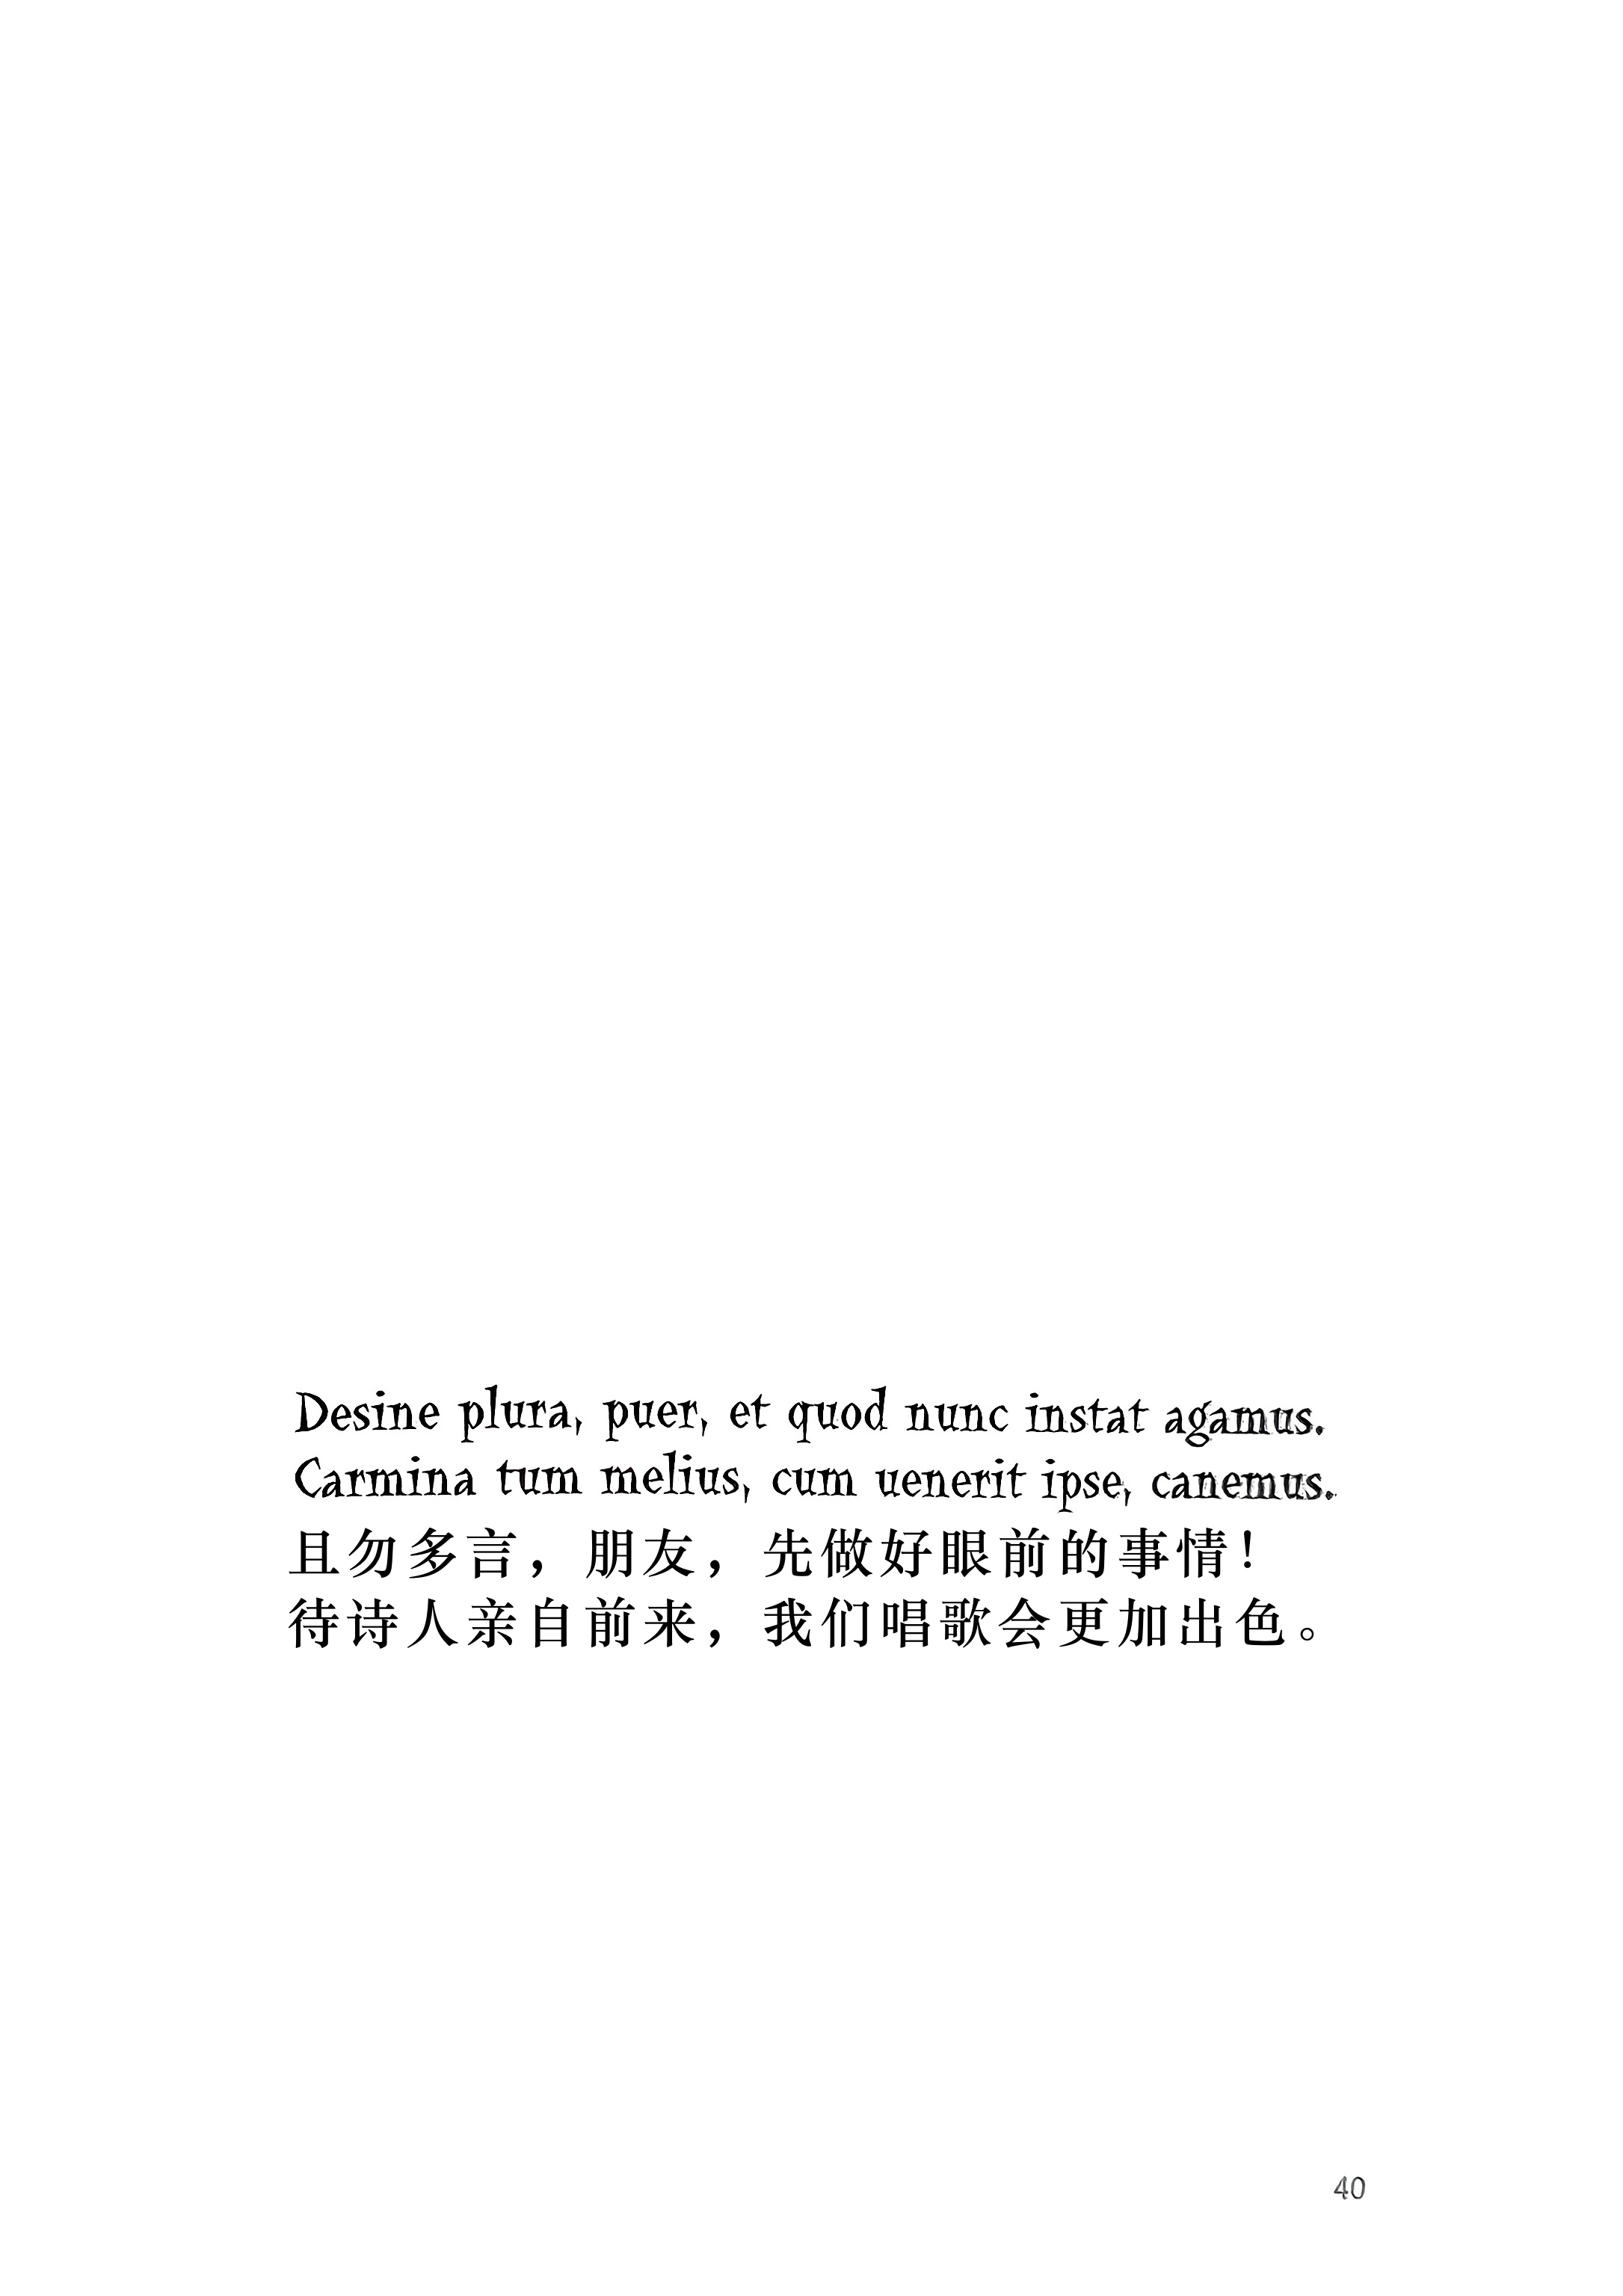 Desine plura, puer, et quod nunc instat agamus.
Carmina tum melius, cum uenerit ipse, canemus.
且勿多言，朋友，先做好眼前的事情！
待诗人亲自前来，我们唱歌会更加出色。
40